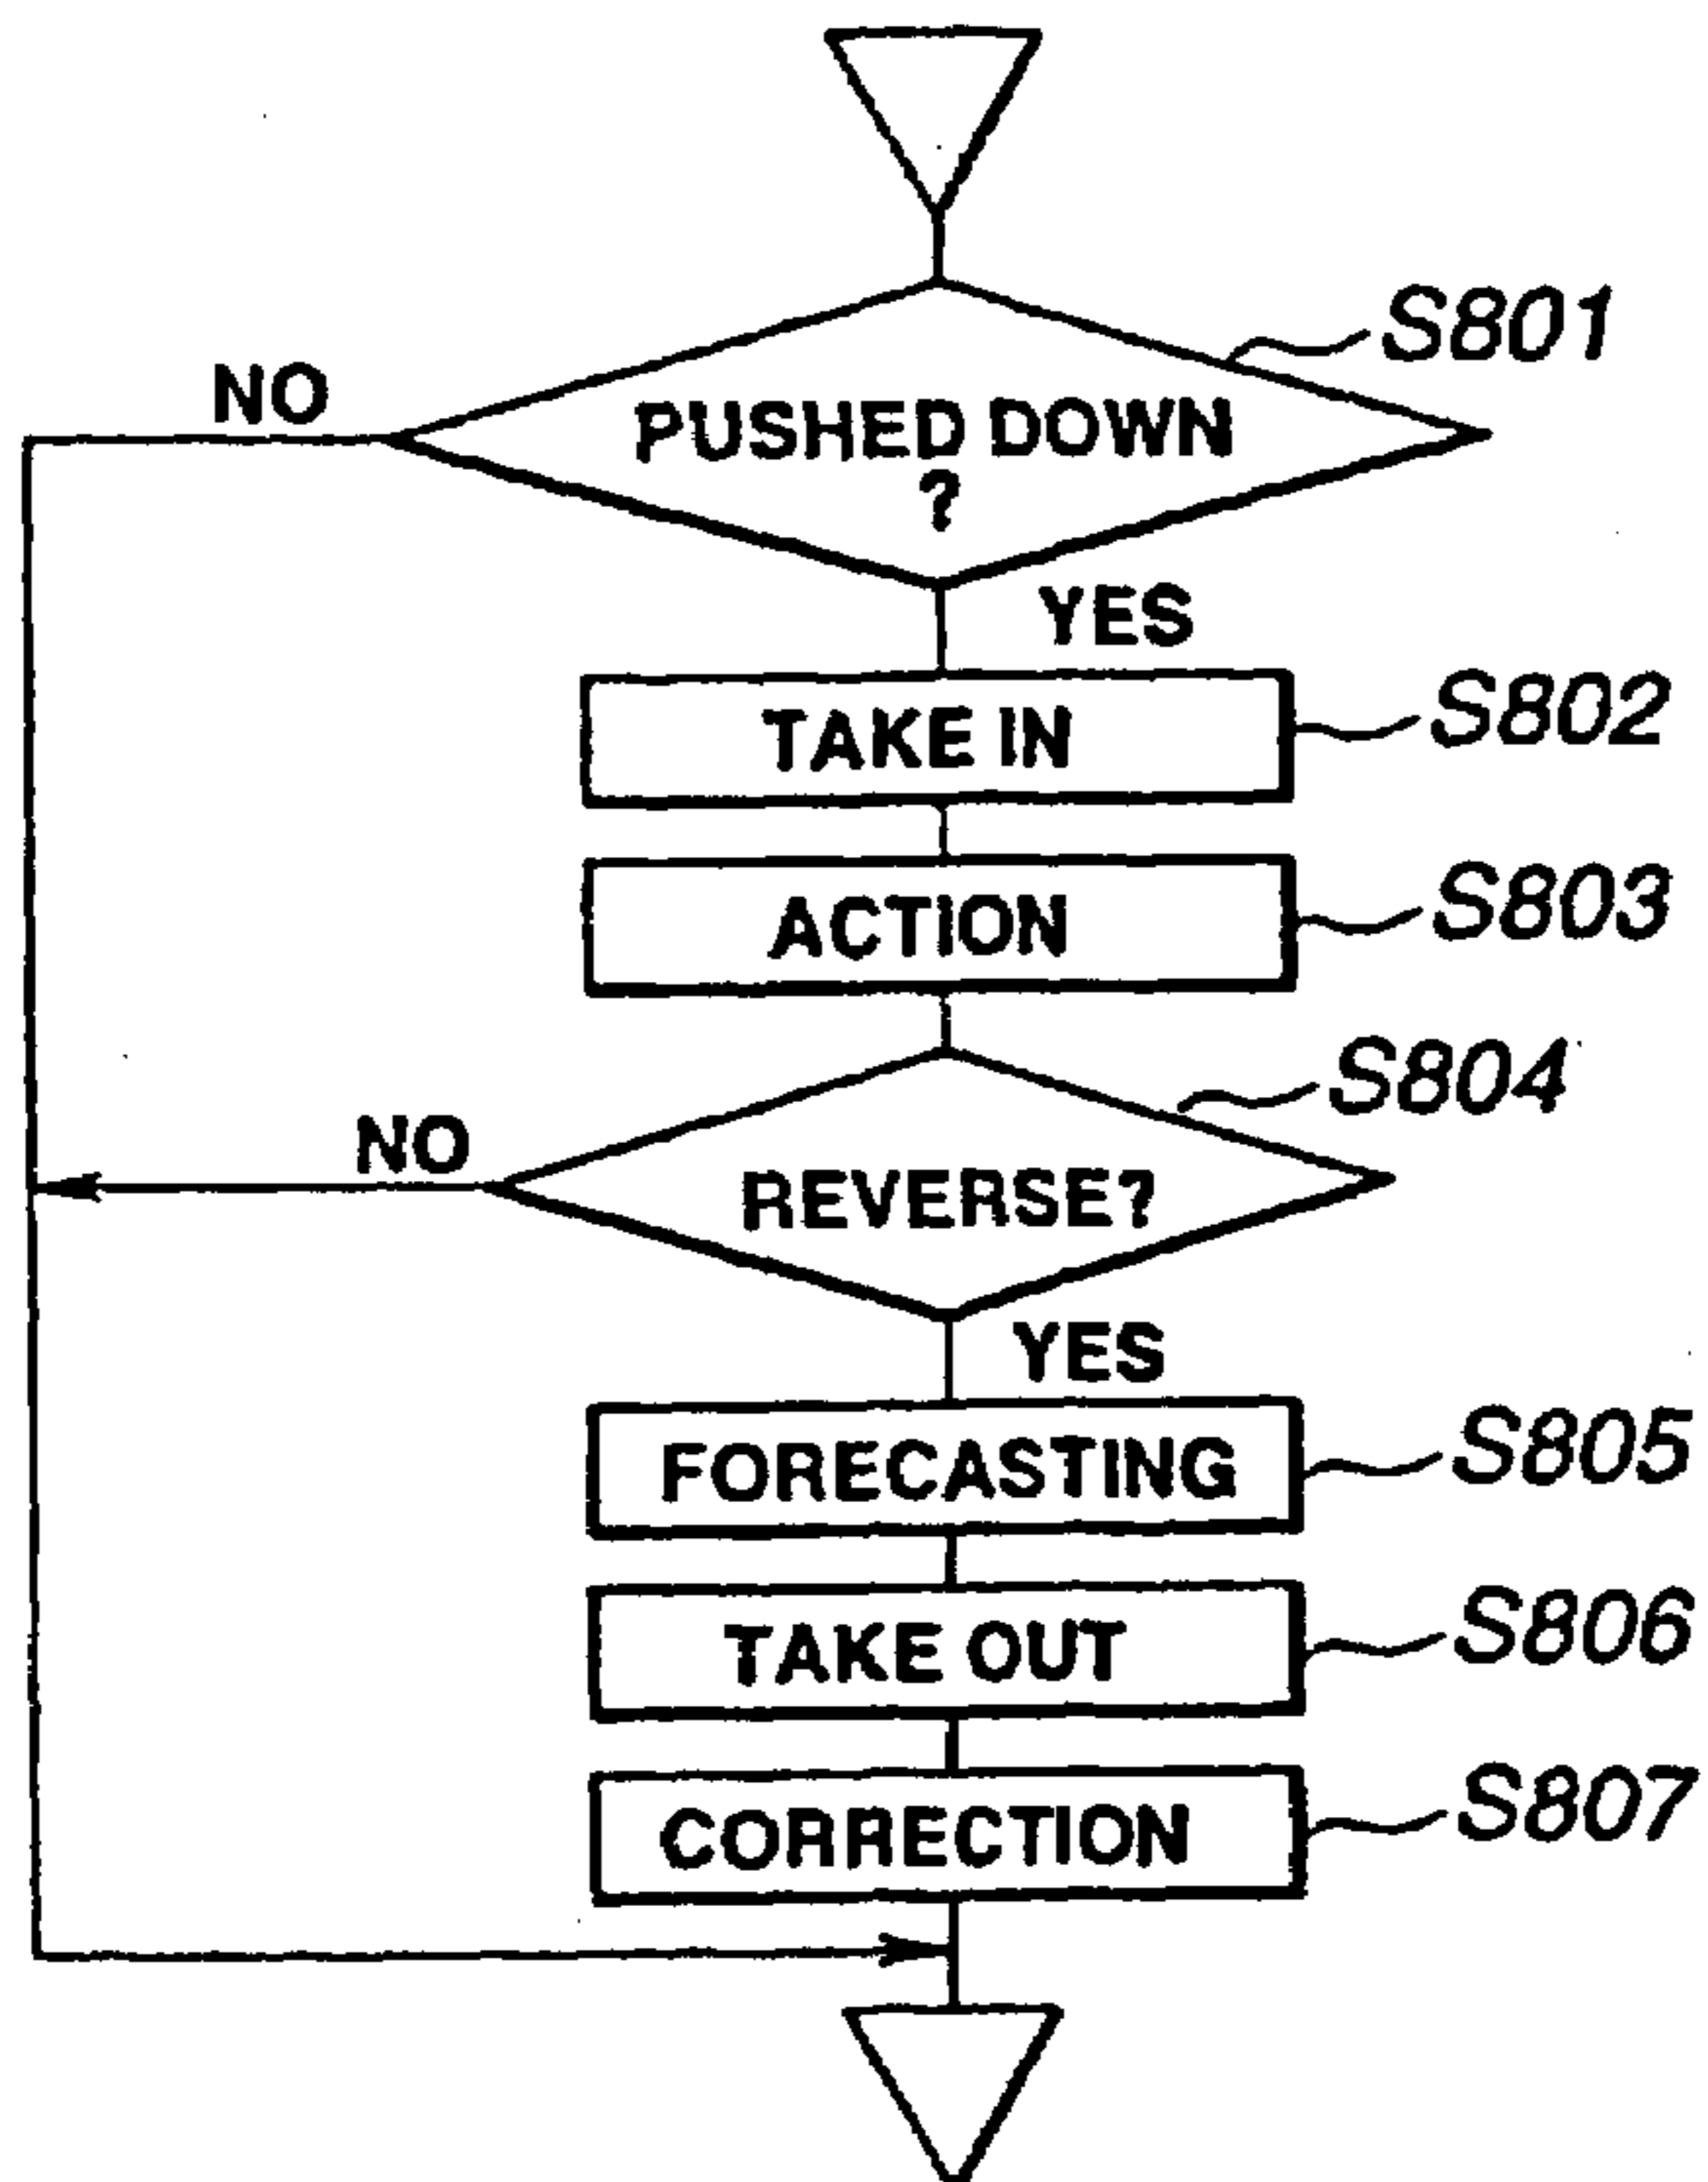 S801
NO
PUSHED DOWN
?
YES
TAKE IN
S802
ACTION
S803
S804
NO
REVERSE?
YES
FORECASTING
S805
TAKE OUT
S806
CORRECTION
S807